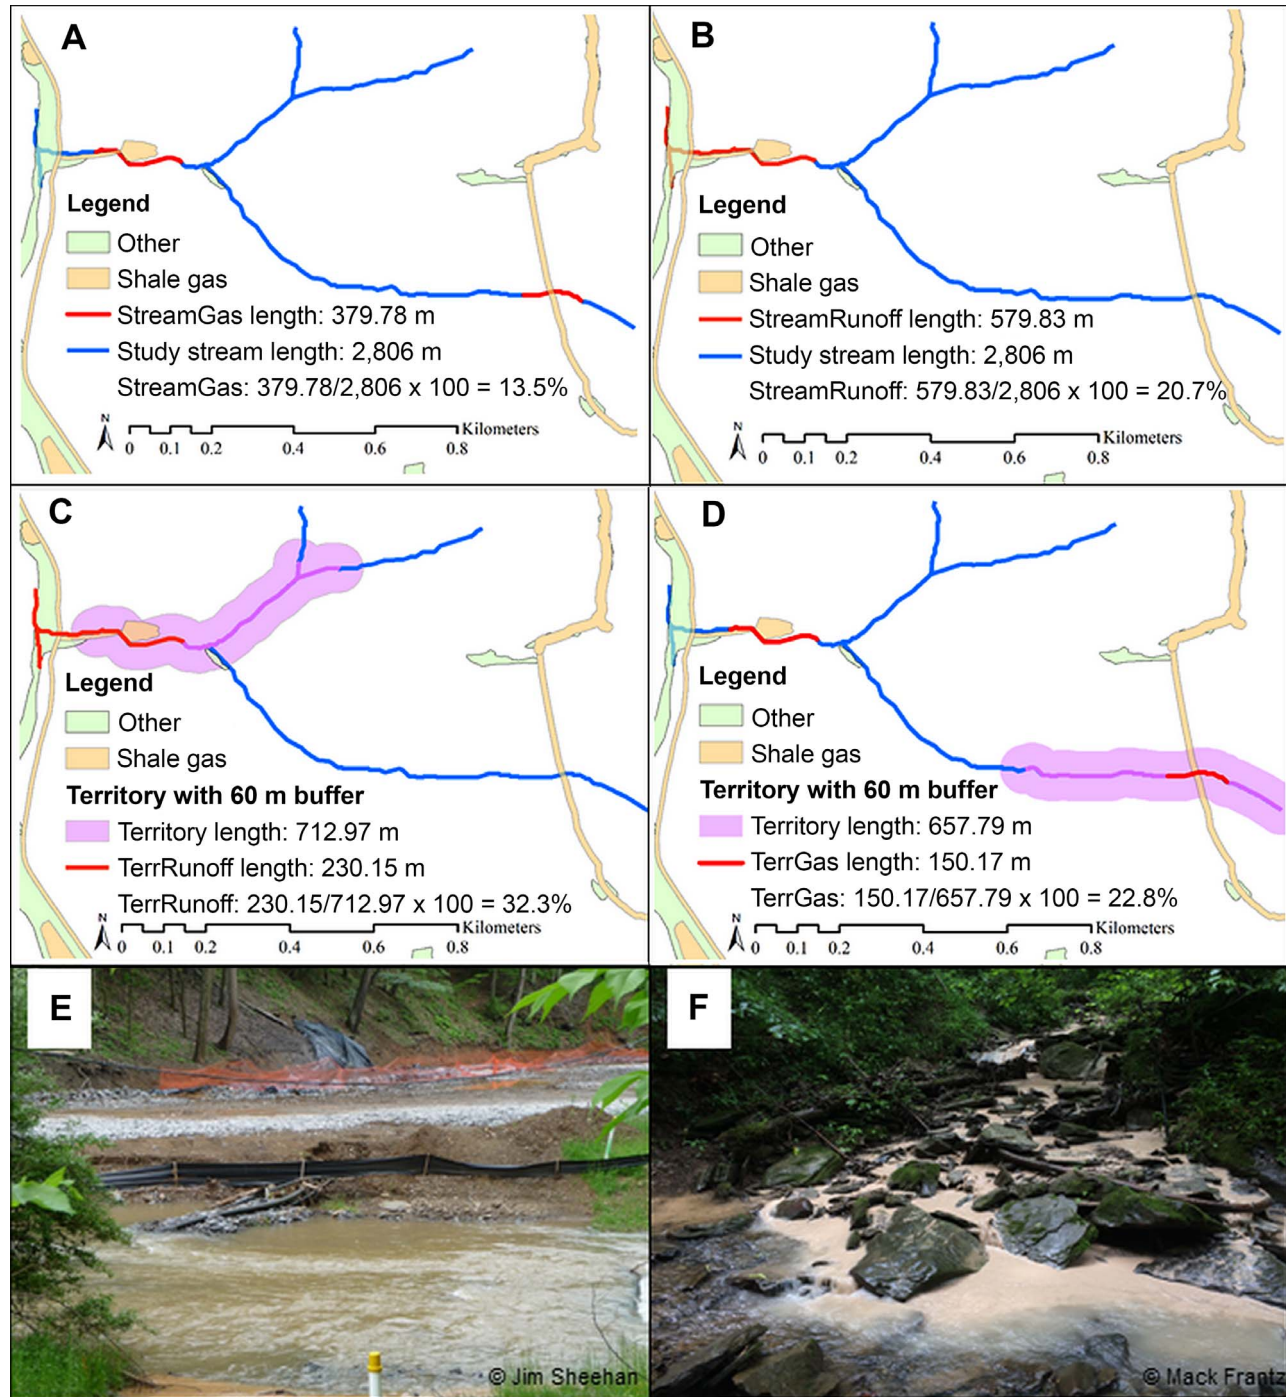 A
Legend
Other
Shale gas
StreamGas length: 379.78 m
Study stream length: 2,806 m
StreamGas: 379.78/2,806 x 100 = 13.5%
N
Kilometers
0 0.1 0.2 0.4 0.6 0.8
B
Legend
Other
Shale gas
StreamRunoff length: 579.83 m
Study stream length: 2,806 m
StreamRunoff: 579.83/2,806 x 100 = 20.7%
N
Kilometers
0 0.1 0.2 0.4 0.6 0.8
C
Legend
Other
Shale gas
Territory with 60 m buffer
Territory length: 712.97 m
TerrRunoff length: 230.15 m
TerrRunoff: 230.15/712.97 x 100 = 32.3%
N
Kilometers
0 0.1 0.2 0.4 0.6 0.8
D
Legend
Other
Shale gas
Territory with 60 m buffer
Territory length: 657.79 m
TerrGas length: 150.17 m
TerrGas: 150.17/657.79 x 100 = 22.8%
N
Kilometers
0 0.1 0.2 0.4 0.6 0.8
E
© Jim Sheehan
F
© Mack Frantz